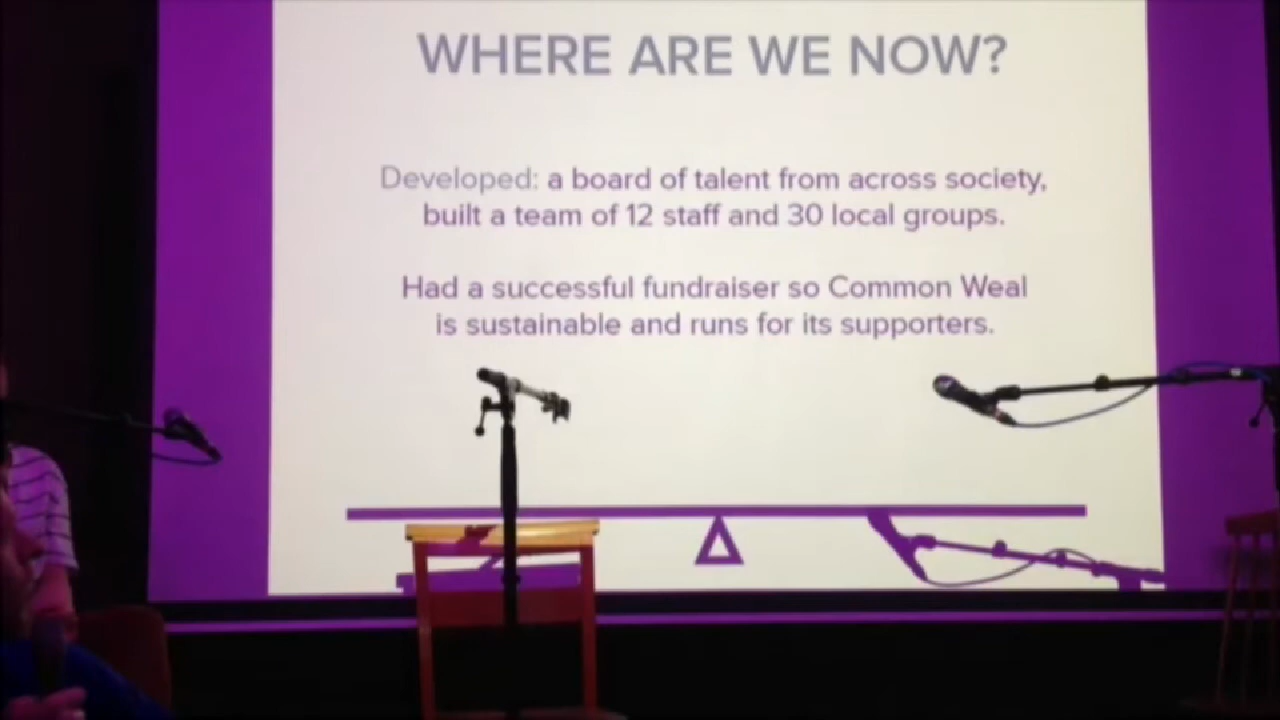 WHERE ARE WE NOW?
Developed: a board of talent from across society,
built a team of 12 staff and 30 local groups.
Had a successful fundraiser so Common Weal
is sustainable and runs for its supporters.